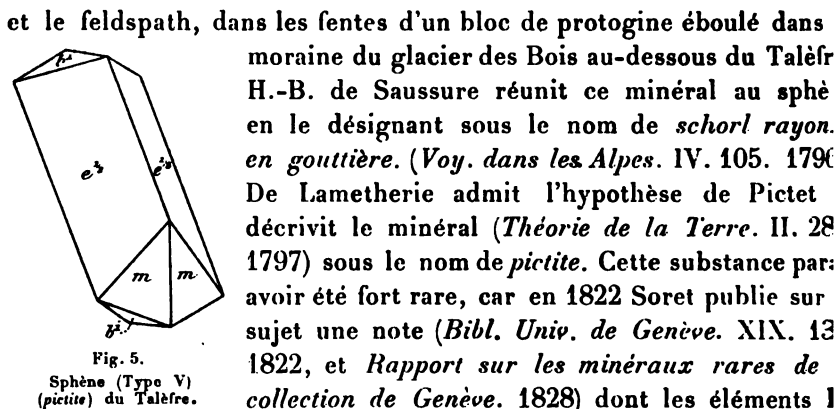 et le feldspath, dans les fentes d'un bloc de protogine éboulé dans
moraine du glacier des Bois au-dessous du Talèfr
H.-B. de Saussure réunit ce minéral au sphè
en le désignant sous le nom de schorl rayon
en gouttière. (Voy. dans les Alpes. IV. 105. 1796
De Lametherie admit l'hypothèse de Pictet
décrivit le minéral (Théorie de la Terre. II. 28
1797) sous le nom de pictite. Cette substance par
avoir été fort rare, car en 1822 Soret publie sur
sujet une note (Bibl. Univ. de Genève. XIX. 13
1822, et Rapport sur les minéraux rares de
collection de Genève. 1828) dont les éléments
m m
Fig. 5.
Sphène (Type V)
(pictite) du Talèfre.